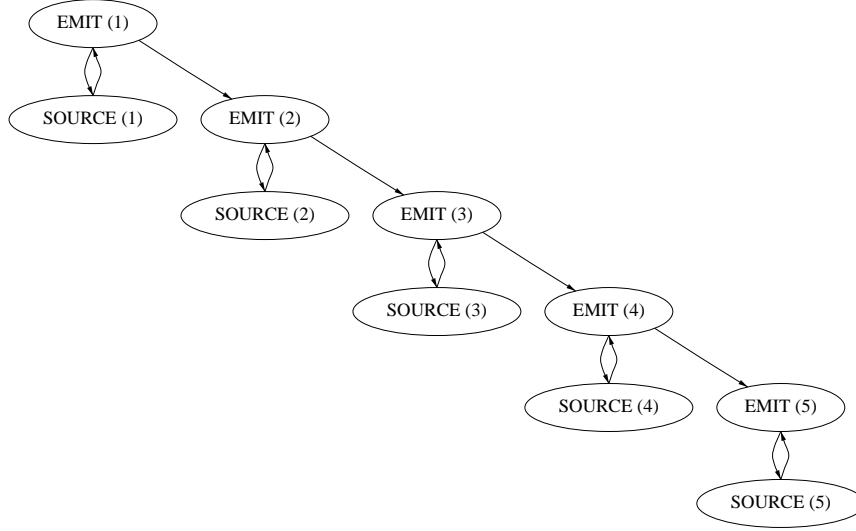 EMIT (1)
SOURCE (1)
EMIT (2)
SOURCE (2)
EMIT (3)
SOURCE (3)
EMIT (4)
SOURCE (4)
EMIT (5)
SOURCE (5)